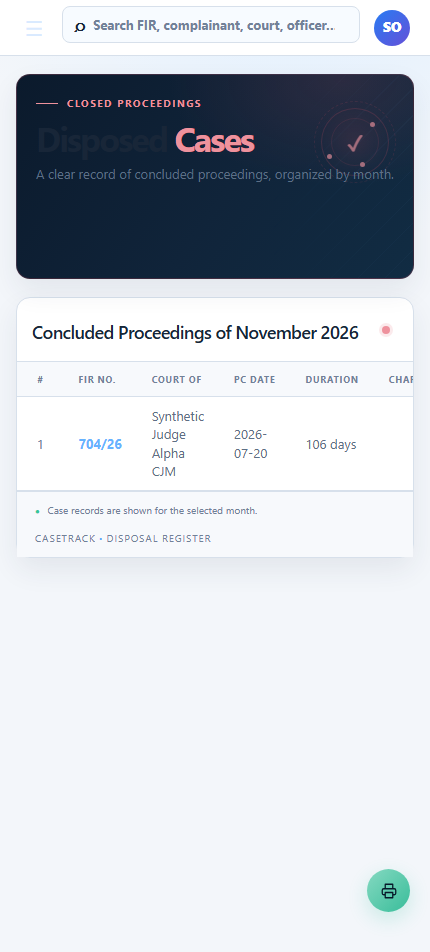 Search FIR, complainant, court, officer...
SO
CLOSED PROCEEDINGS
Disposed Cases
A clear record of concluded proceedings, organized by month.
Concluded Proceedings of November 2026
# FIR NO. COURT OF PC DATE DURATION
1 704/26 Synthetic Judge Alpha CJM 2026-07-20 106 days
Case records are shown for the selected month.
CASETRACK • DISPOSAL REGISTER